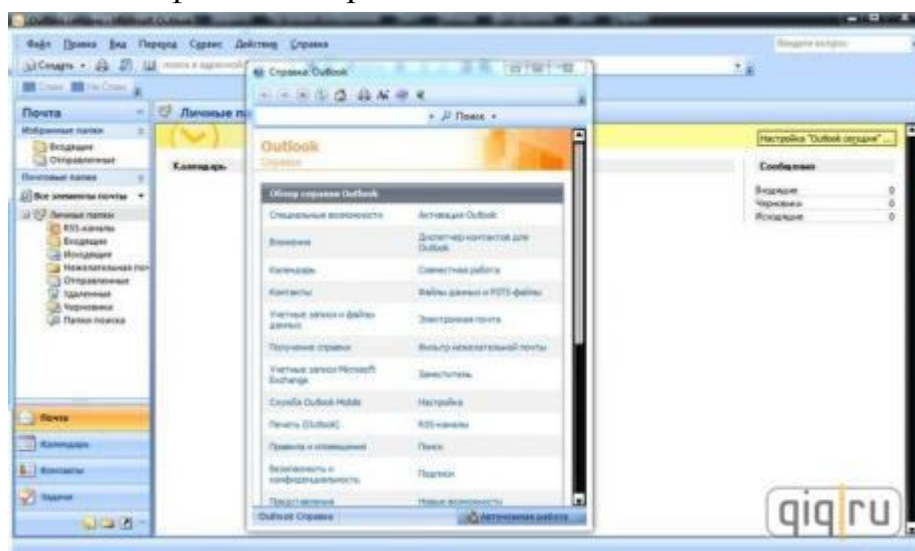 Файл Правка Вид Переход Сервис Действия Справка
Введите вопрос
Создать
Почта
Личные п
Избранные папки
Входящие
Отправленные
Почтовые папки
Все элементы почты
Личные папки
RSS-каналы
Входящие
Исходящие
Нежелательная по
Отправленные
Удаленные
Черновики
Папки поиска
Почта
Календарь
Контакты
Задачи
Календарь
Настройка "Outlook сегодня" ...
Сообщения
Входящие 0
Черновики 0
Исходящие 0
Справка Outlook
Поиск
Outlook
Справка
Обзор справки Outlook
Специальные возможности Активация Outlook
Вложения Диспетчер контактов для
Outlook
Календарь Совместная работа
Контакты Файлы данных и POTS-файлы
Учетные записи и файлы
данных Электронная почта
Получение справки Фильтр нежелательной почты
Учетные записи Microsoft
Exchange Заместитель
Служба Outlook Mobile Настройка
Печать (Outlook) RSS-каналы
Правила и оповещения Поиск
Безопасность и
конфиденциальность Подписи
Представления Новые возможности
Outlook Справка Автономная работа
qiq ru